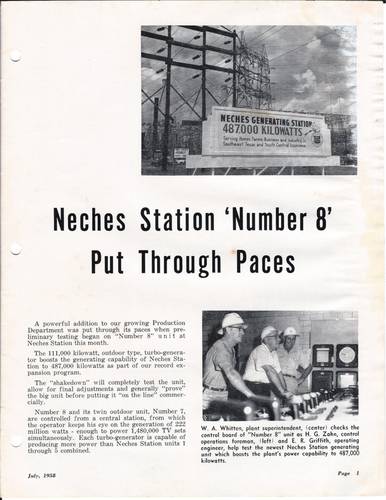 NECHES GENERATING STATION
487,000 KILOWATTS
Serving Homes Farms Business and Industry in
Southeast Texas and South Central Louisiana
Neches Station 'Number 8'
Put Through Paces
A powerful addition to our growing Production
Department was put through its paces when pre-
liminary testing began on "Number 8" unit at
Neches Station this month.
The 111,000 kilowatt, outdoor type, turbo-genera-
tor boosts the generating capability of Neches Sta-
tion to 487,000 kilowatts as part of our record ex-
pansion program.
The "shakedown" will completely test the unit,
allow for final adjustments and generally "prove"
the big unit before putting it "on the line" commer-
cially.
Number 8 and its twin outdoor unit, Number 7,
are controlled from a central station, from which
the operator keeps his eye on the generation of 222
million watts - enough to power 1,480,000 TV sets
simultaneously. Each turbo-generator is capable of
producing more power than Neches Station units 1
through 5 combined.
W. A. Whitten, plant superintendent, (center) checks the
control board of "Number 8" unit as H. G. Zahn, control
operations foreman, (left) and E. R. Griffith, operating
engineer, help test the newest Neches Station generating
unit which boosts the plant's power capability to 487,000
kilowatts.
July, 1958
Page 1